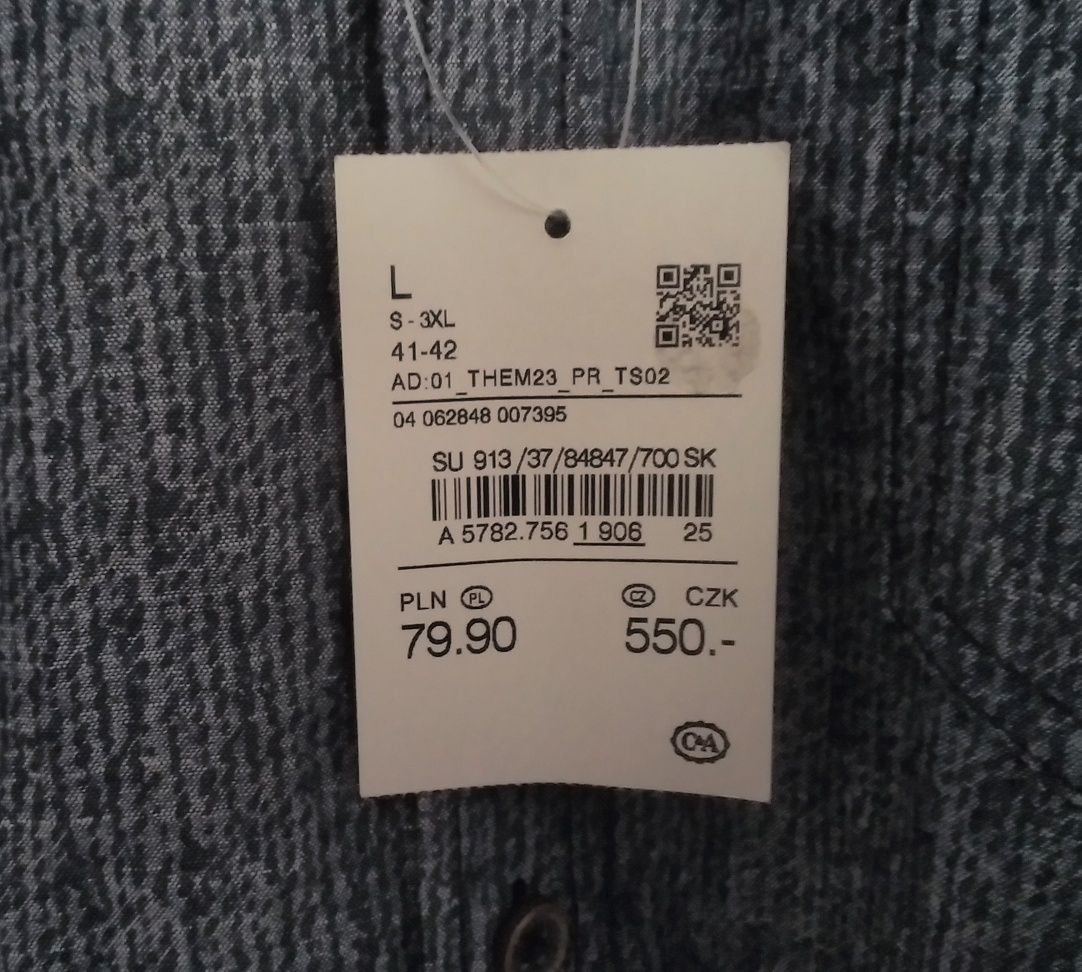 L
S - 3XL
41-42
AD:01_THEM23_PR_TS02
04 062848 007395
SU 913/37/84847/700 SK
A 5782.756 1 906 25
PLN PL CZ CZK
79.90 550.-
C&A